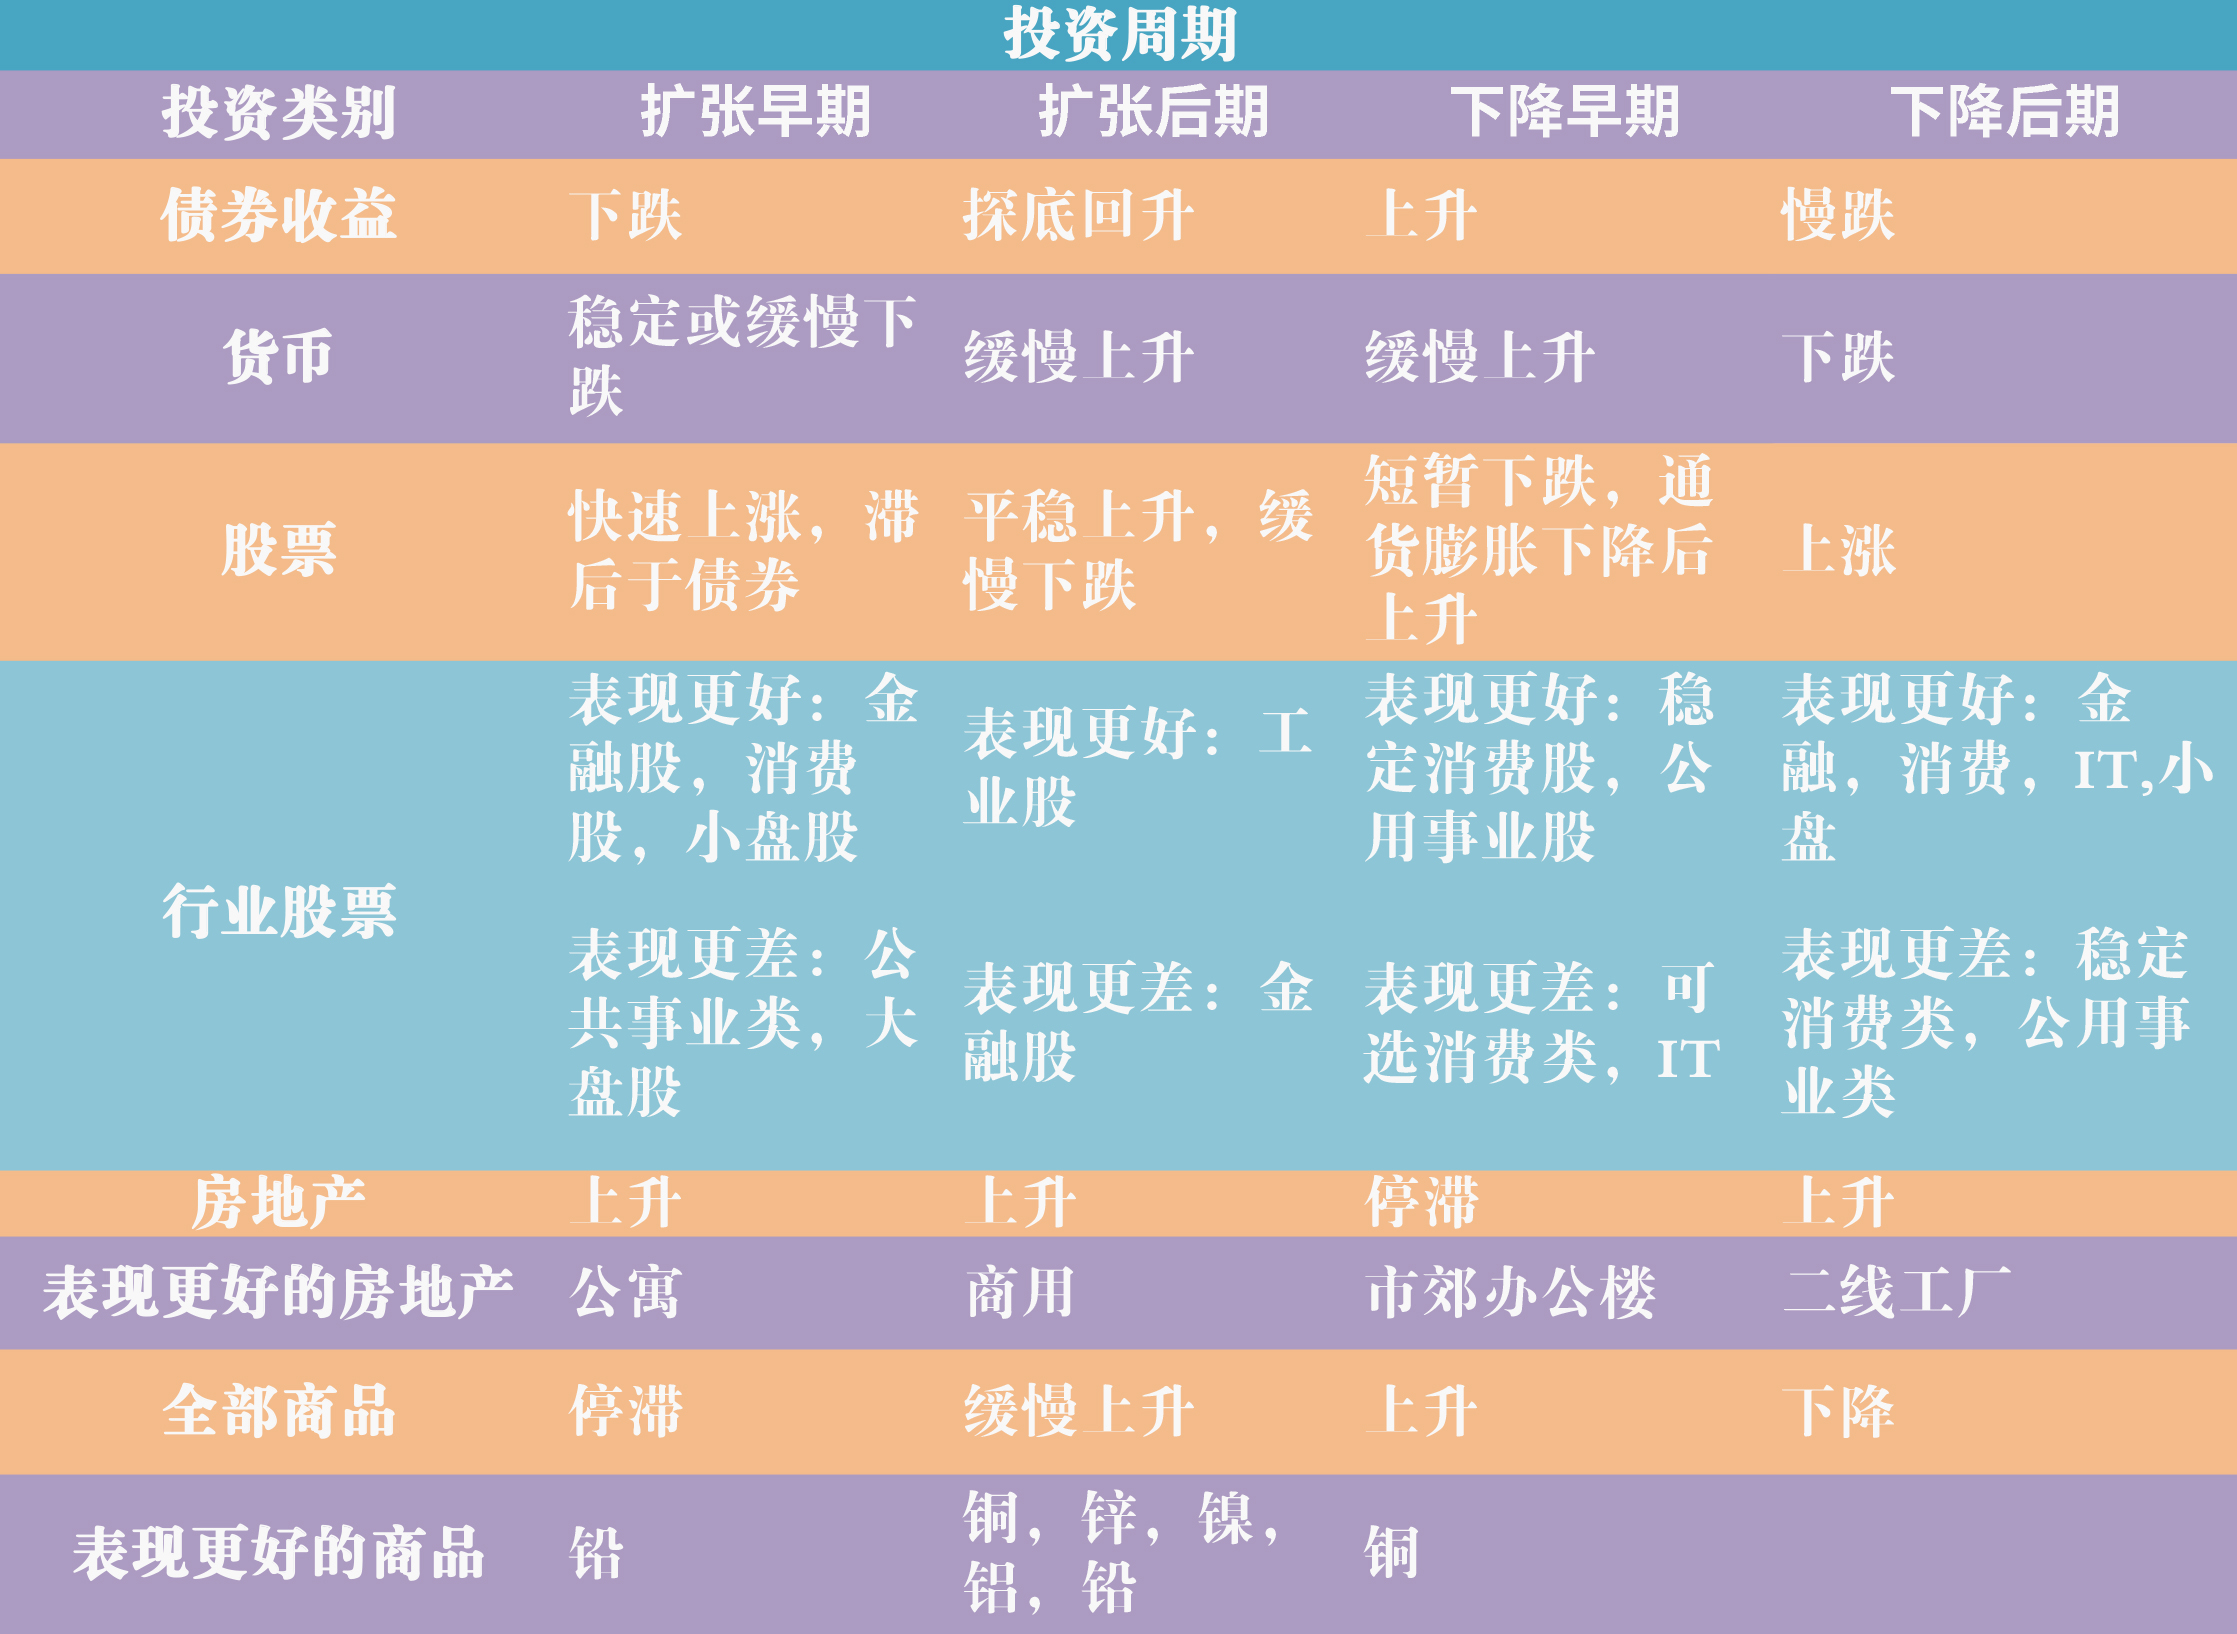 投资周期
投资类别 扩张早期 扩张后期 下降早期 下降后期
债券收益 下跌 探底回升 上升 慢跌
货币
稳定或缓慢下
跌
缓慢上升
缓慢上升
下跌
股票
快速上涨，滞
后于债券
平稳上升，缓
慢下跌
短暂下跌，通
货膨胀下降后
上升
上涨
行业股票
表现更好：金
融股，消费
股，小盘股
表现更差：公
共事业类，大
盘股
表现更好：工
业股
表现更差：金
融股
表现更好：稳
定消费股，公
用事业股
表现更差：可
选消费类，IT
表现更好：金
融，消费，IT,小
盘
表现更差：稳定
消费类，公用事
业类
房地产 上升 上升 停滞 上升
表现更好的房地产 公寓 商用 市郊办公楼 二线工厂
全部商品 停滞 缓慢上升 上升 下降
表现更好的商品
铅
铜，锌，镍，
铝，铅
铜